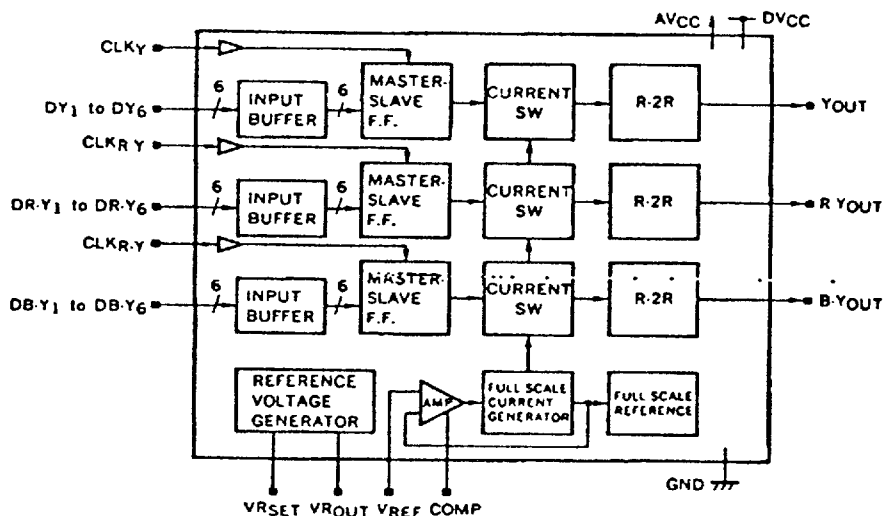 AVCC DVCC
CLKY
DY1 to DY6
6
INPUT
BUFFER
6
MASTER-
SLAVE
F.F.
CURRENT
SW
R·2R
YOUT
CLKR Y
DR·Y1 to DR·Y6
6
INPUT
BUFFER
6
MASTER-
SLAVE
F.F.
CURRENT
SW
R·2R
R YOUT
CLKR·Y
DB·Y1 to DB·Y6
6
INPUT
BUFFER
6
MASTER-
SLAVE
F.F.
CURRENT
SW
R·2R
B·YOUT
REFERENCE
VOLTAGE
GENERATOR
AMP
FULL SCALE
CURRENT
GENERATOR
FULL SCALE
REFERENCE
GND
VRSET VROUT VREF COMP